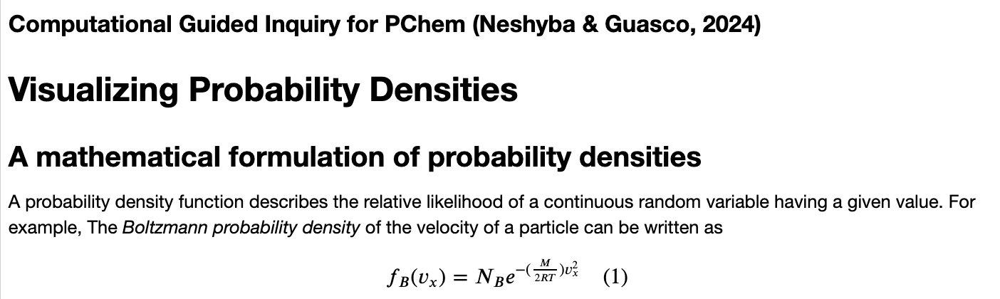 Computational Guided Inquiry for PChem (Neshyba & Guasco, 2024)
Visualizing Probability Densities
A mathematical formulation of probability densities
A probability density function describes the relative likelihood of a continuous random variable having a given value. For
example, The Boltzmann probability density of the velocity of a particle can be written as
f_B(v_x) = N_B e^{-(\frac{M}{2RT})v_x^2} (1)